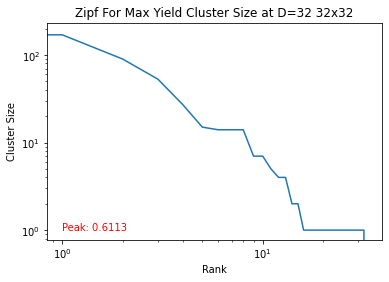 Zipf For Max Yield Cluster Size at D=32 32x32
Cluster Size
10²
10¹
10⁰
Peak: 0.6113
10⁰ 10¹
Rank